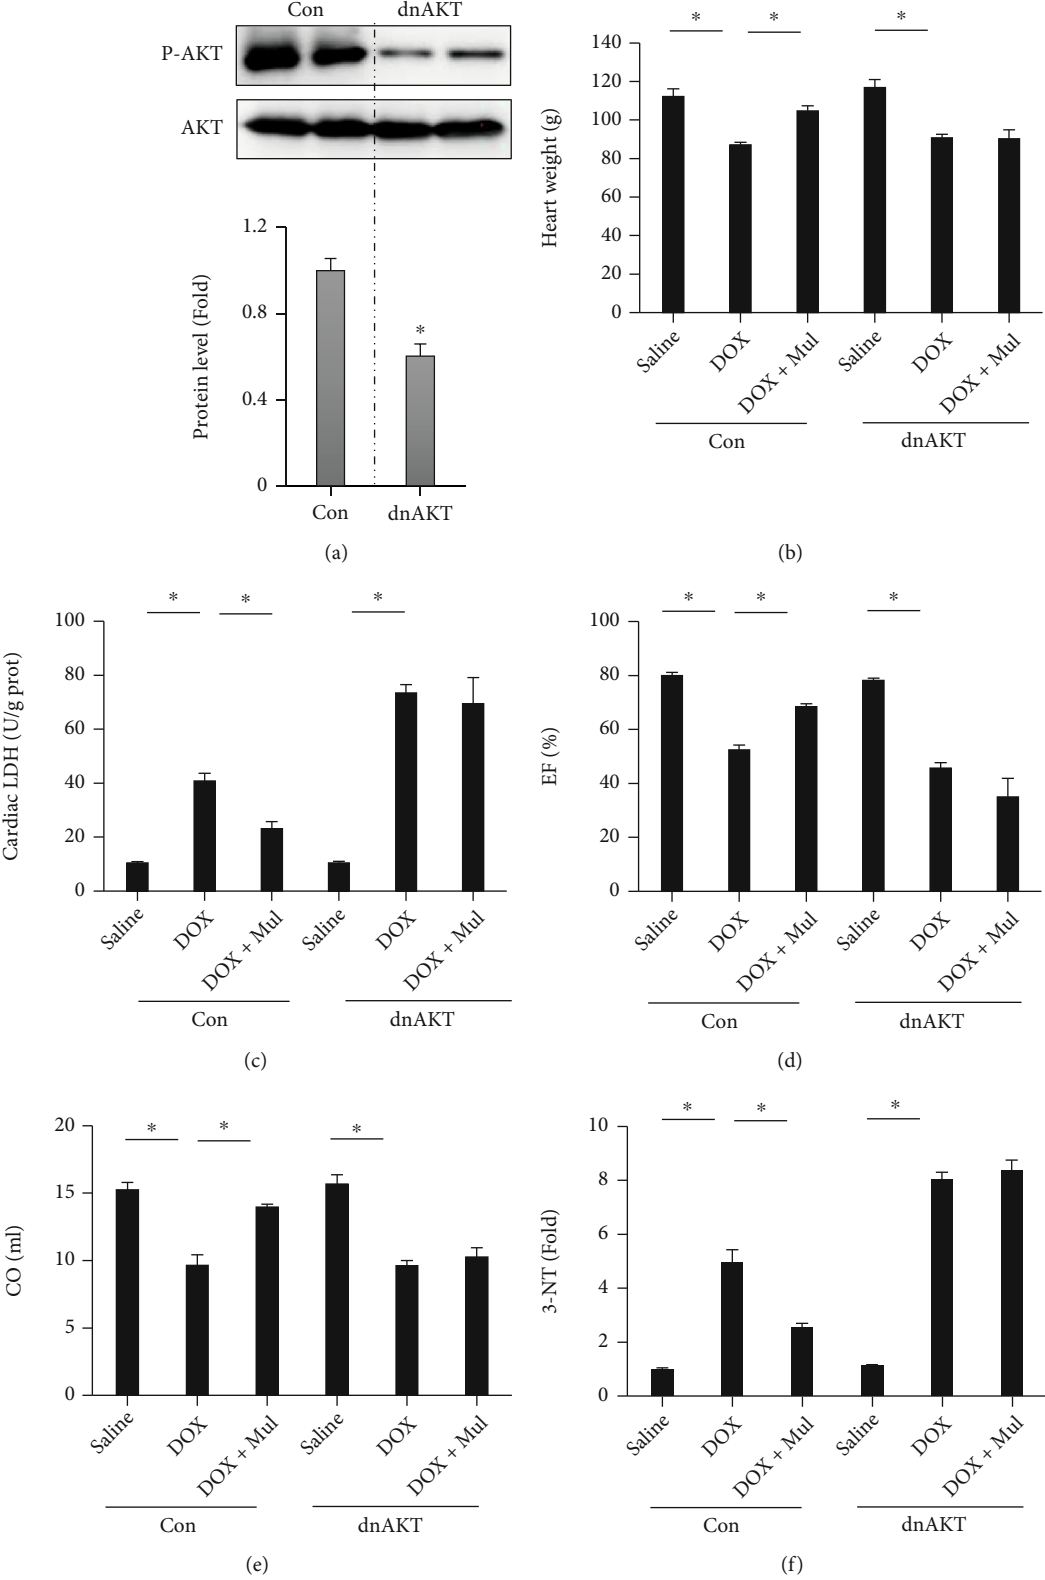 Con dnAKT
P-AKT
AKT
Protein level (Fold)
1.2
0.8
0.4
0
*
Con dnAKT
(a)
Heart weight (g)
140
120
100
80
60
40
20
0
* * *
Saline DOX DOX + Mul Saline DOX DOX + Mul
Con dnAKT
(b)
Cardiac LDH (U/g prot)
100
80
60
40
20
0
* * *
Saline DOX DOX + Mul Saline DOX DOX + Mul
Con dnAKT
(c)
EF (%)
100
80
60
40
20
0
* * *
Saline DOX DOX + Mul Saline DOX DOX + Mul
Con dnAKT
(d)
CO (ml)
20
15
10
5
0
* * *
Saline DOX DOX + Mul Saline DOX DOX + Mul
Con dnAKT
(e)
3-NT (Fold)
10
8
6
4
2
0
* * *
Saline DOX DOX + Mul Saline DOX DOX + Mul
Con dnAKT
(f)